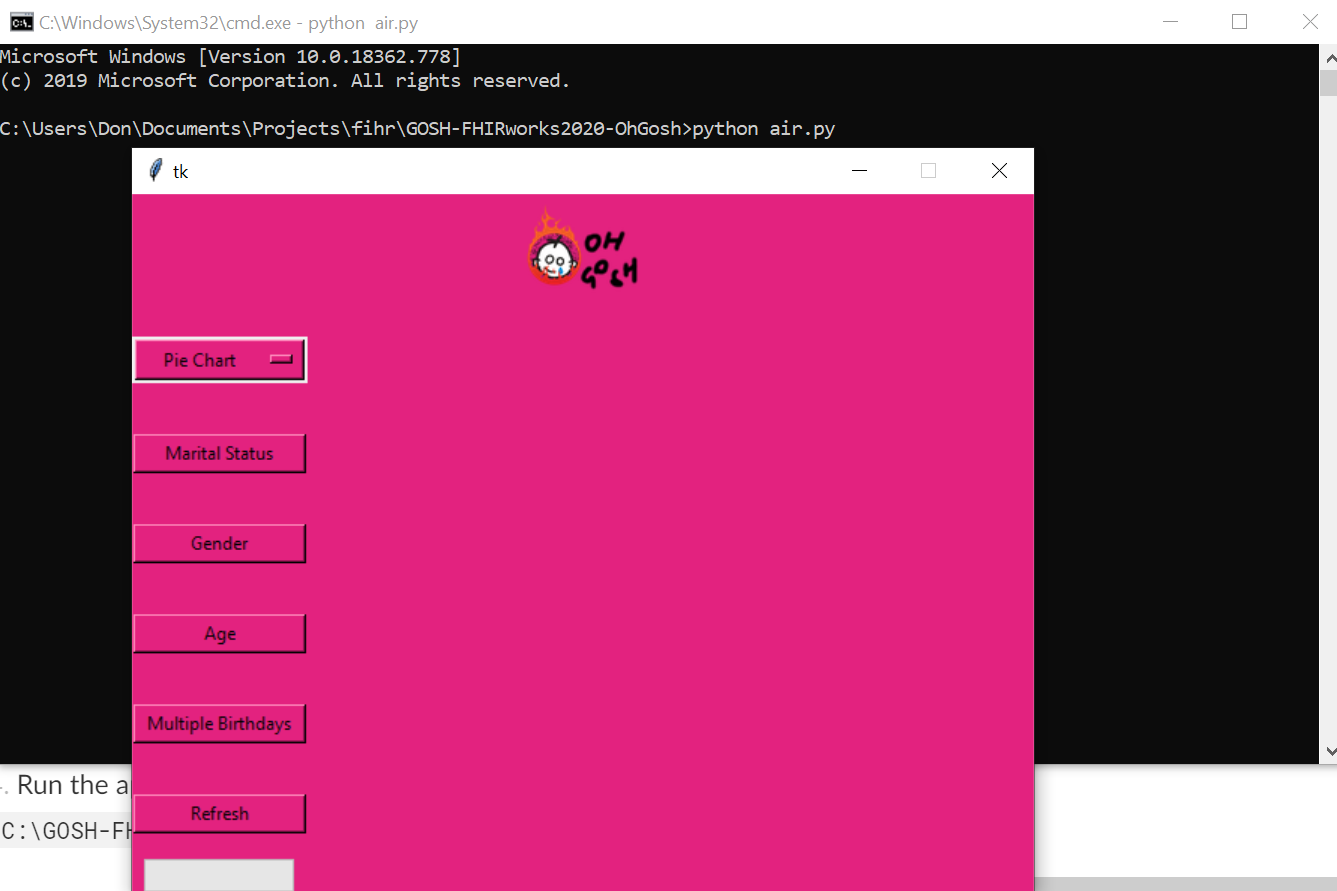 C:\Windows\System32\cmd.exe - python  air.py
Microsoft Windows [Version 10.0.18362.778]
(c) 2019 Microsoft Corporation. All rights reserved.
C:\Users\Don\Documents\Projects\fihr\GOSH-FHIRworks2020-OhGosh>python air.py
tk
OH
GOSH
Pie Chart
Marital Status
Gender
Age
Multiple Birthdays
Refresh
Run the a
C:\GOSH-FH